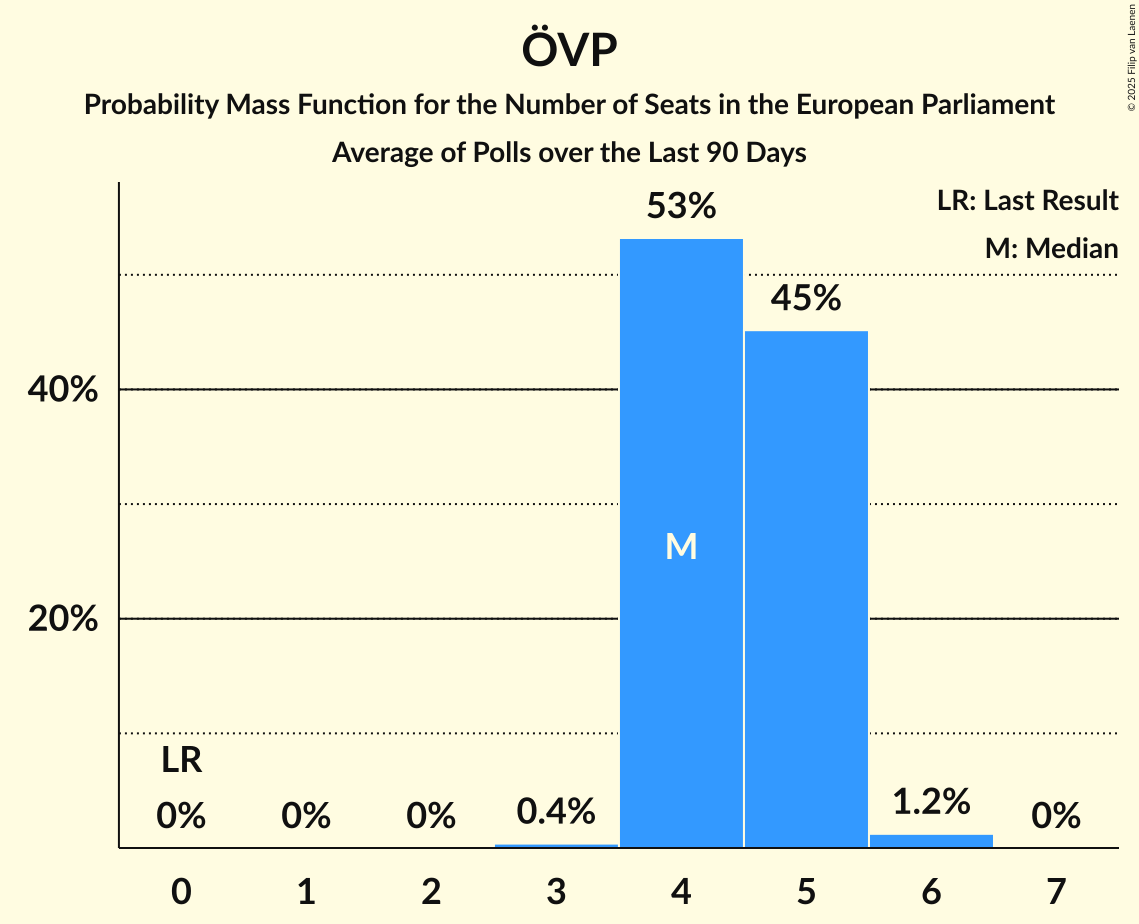 ÖVP
Probability Mass Function for the Number of Seats in the European Parliament
Average of Polls over the Last 90 Days
© 2025 Filip van Laenen
LR: Last Result
M: Median
53%
45%
40%
M
20%
LR
0%
0%
0%
0.4%
1.2%
0%
0
1
2
3
4
5
6
7